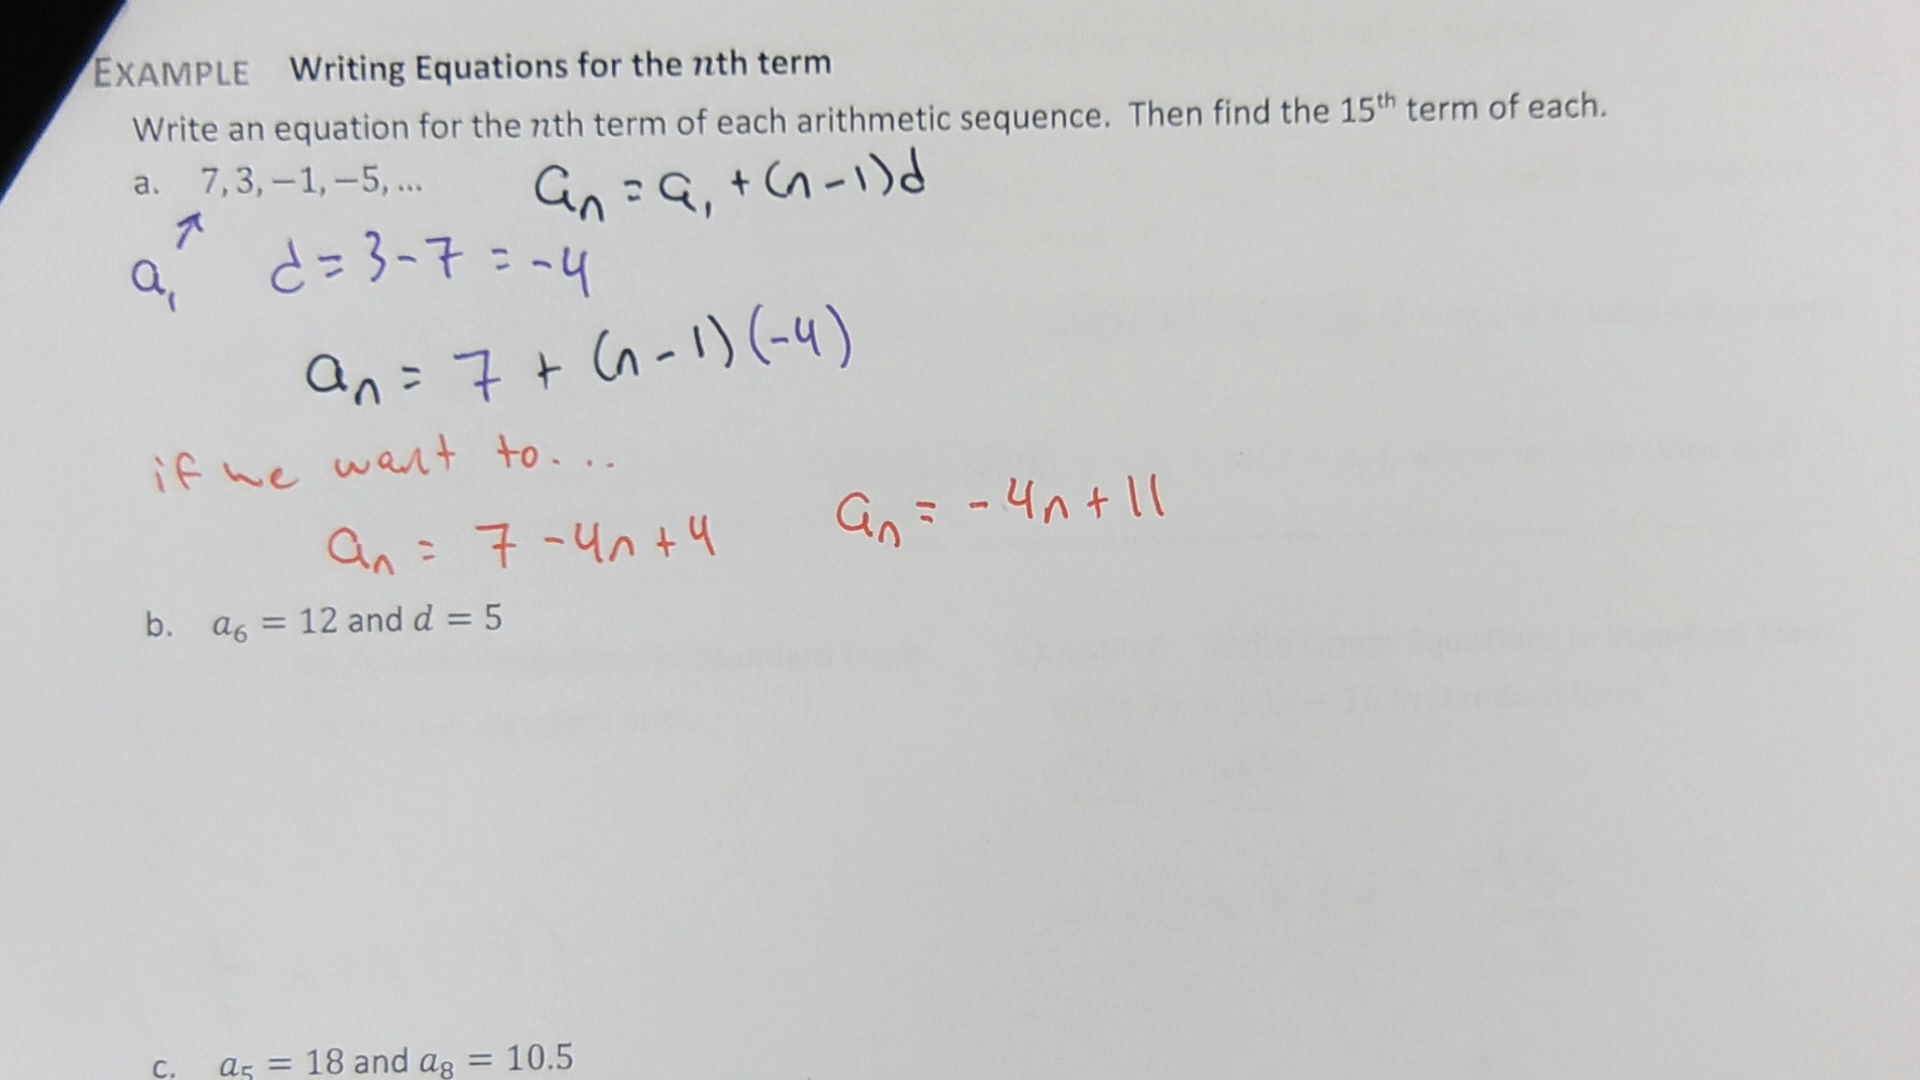 EXAMPLE Writing Equations for the nth term
Write an equation for the nth term of each arithmetic sequence. Then find the 15th term of each.
a. 7, 3, −1, −5, ...
aₙ = a₁ + (n−1)d
a₁
d = 3−7 = −4
aₙ = 7 + (n−1)(−4)
if we want to...
aₙ = 7 −4n +4
aₙ = −4n + 11
b. a₆ = 12 and d = 5
c. a₅ = 18 and a₈ = 10.5